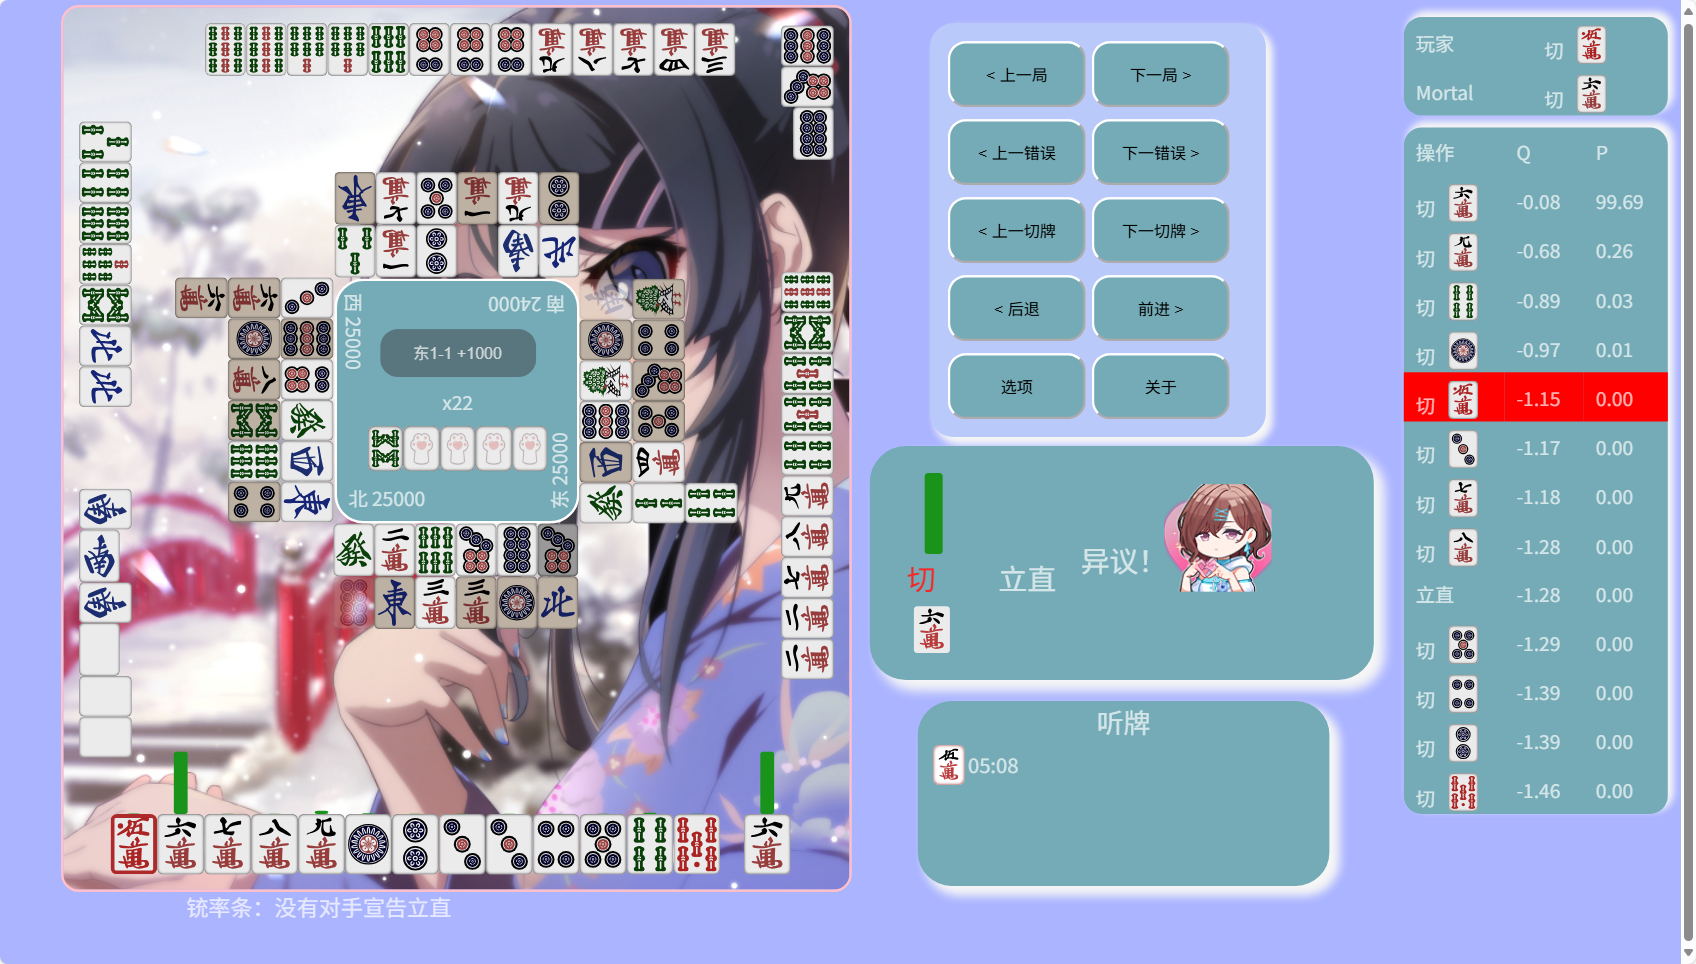 西 25000
南 24000
东1-1 +1000
x22
北 25000
东 25000
铳率条：没有对手宣告立直
< 上一局
下一局 >
< 上一错误
下一错误 >
< 上一切牌
下一切牌 >
< 后退
前进 >
选项
关于
切
立直
异议！
听牌
05:08
玩家 切
Mortal 切
操作 Q P
切 -0.08 99.69
切 -0.68 0.26
切 -0.89 0.03
切 -0.97 0.01
切 -1.15 0.00
切 -1.17 0.00
切 -1.18 0.00
切 -1.28 0.00
立直 -1.28 0.00
切 -1.29 0.00
切 -1.39 0.00
切 -1.39 0.00
切 -1.46 0.00